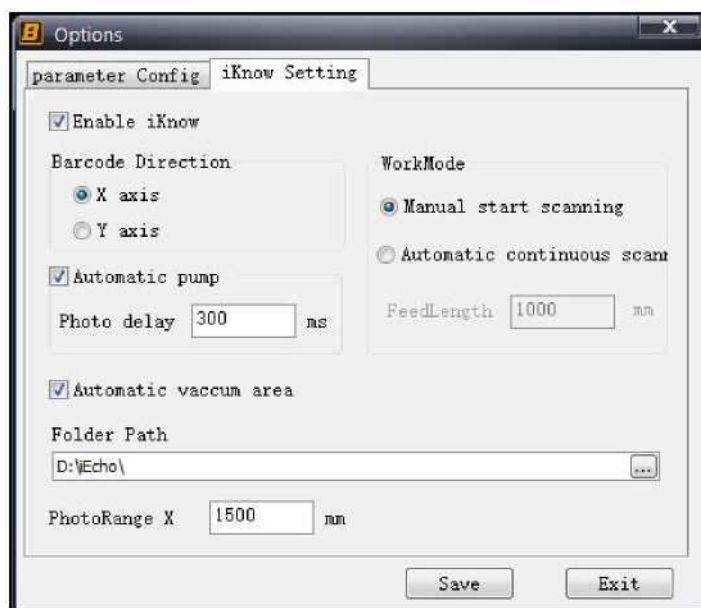 B Options X
parameter Config iKnow Setting
Enable iKnow
Barcode Direction
X axis
Y axis
WorkMode
Manual start scanning
Automatic continuous scann
FeedLength 1000 mm
Automatic pump
Photo delay 300 ms
Automatic vaccum area
Folder Path
D:\iEcho\
...
PhotoRange X 1500 mm
Save Exit